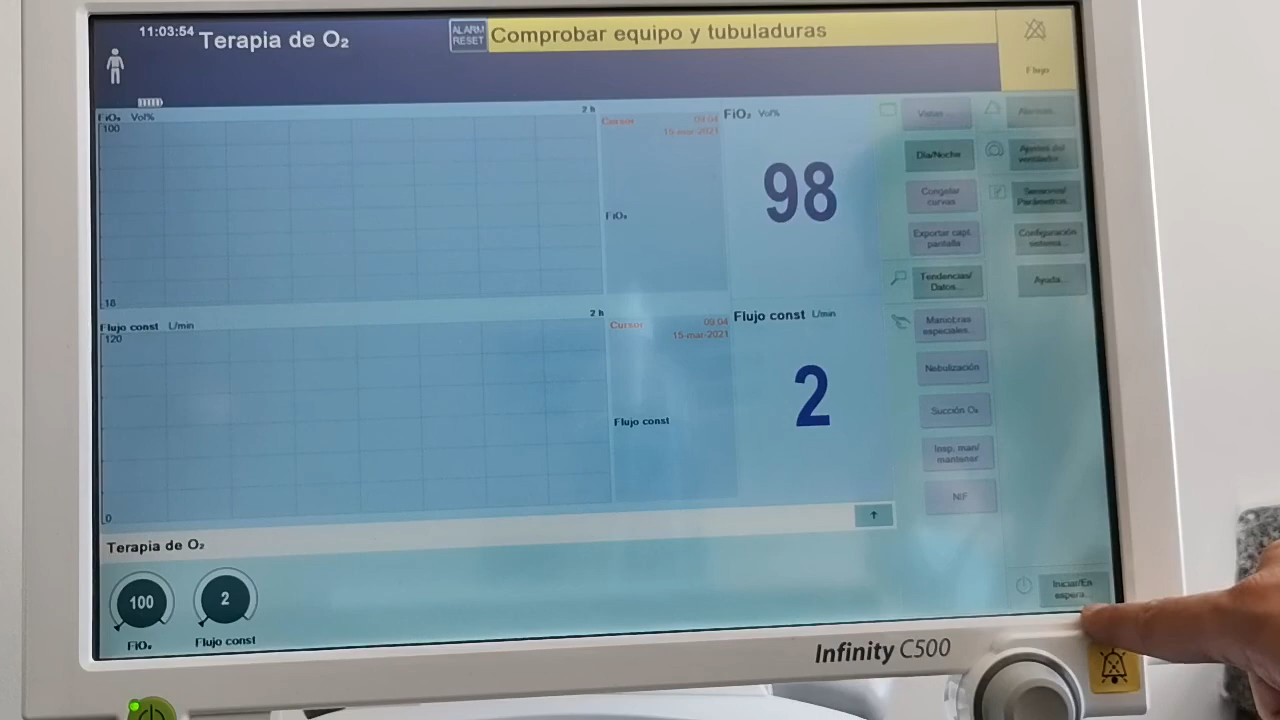 11:03:54
Terapia de O₂
ALARM
RESET
Comprobar equipo y tubuladuras
Flujo
FiO₂ Vol%
2 h
100
18
Cursor 09:04
15-mar-2021
FiO₂
FiO₂ Vol%
98
Flujo const L/min
2 h
120
0
Cursor 09:04
15-mar-2021
Flujo const
Flujo const L/min
2
Vistas...
Día/Noche
Congelar
curvas
Exportar capt.
pantalla
Tendencias/
Datos...
Maniobras
especiales...
Nebulización
Succión O₂
Insp. man/
mantener
NIF
Alarmas...
Ajustes del
ventilador...
Sensores/
Parámetros...
Configuración
sistema...
Ayuda...
Iniciar/En
espera...
Terapia de O₂
100
FiO₂
2
Flujo const
Infinity C500